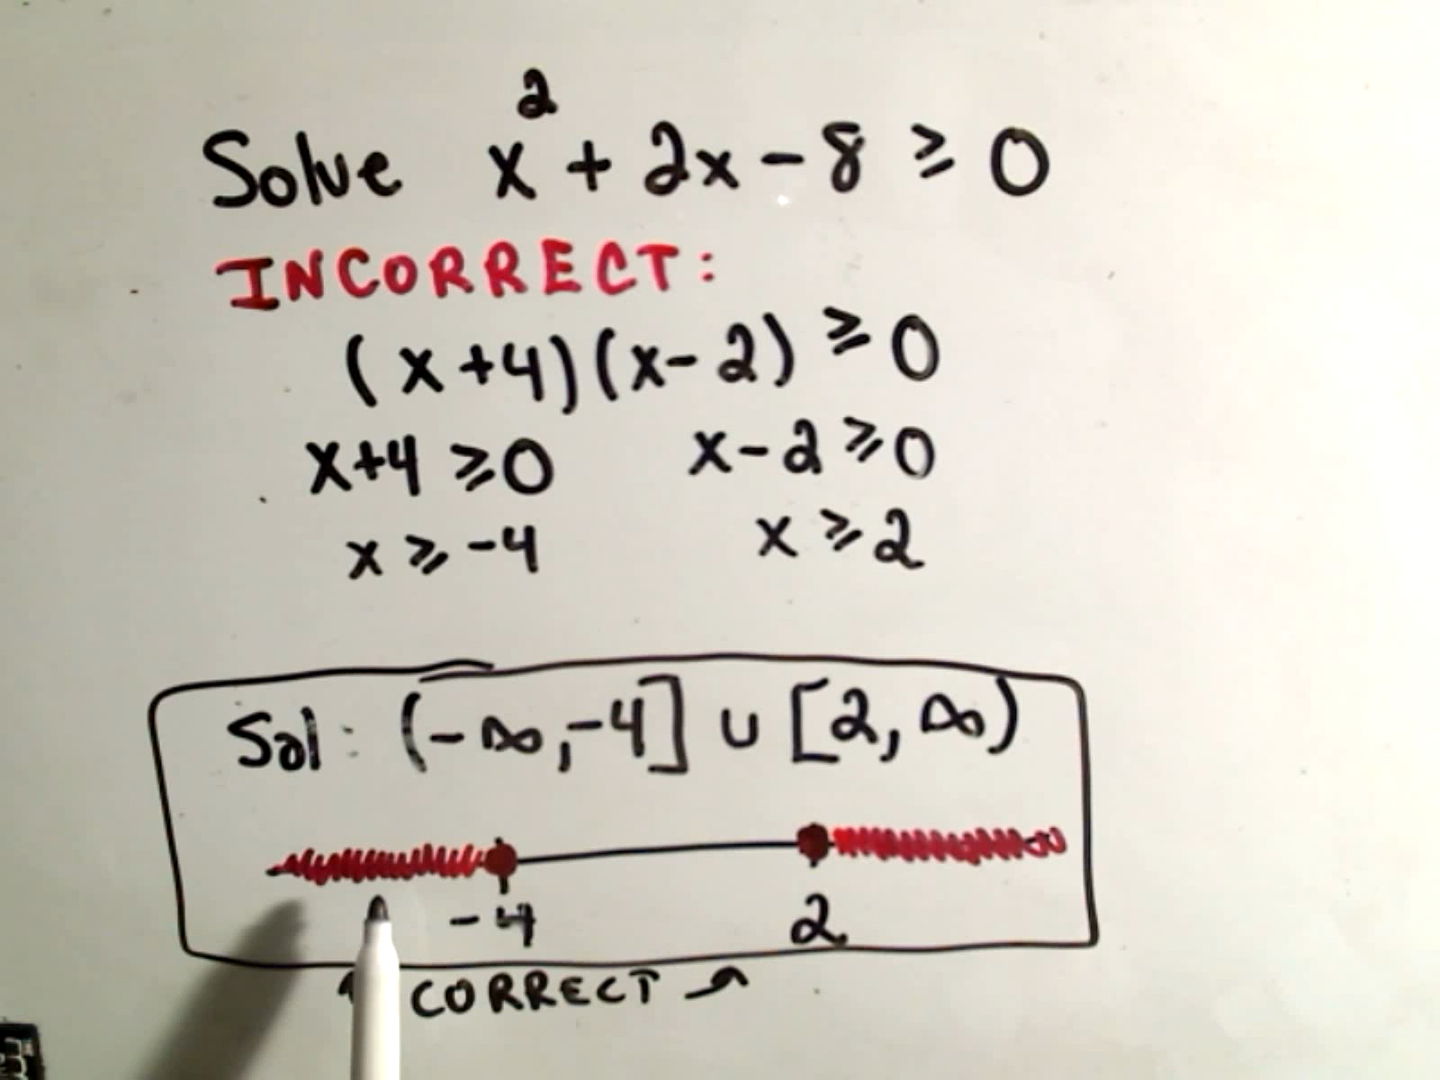 Solve x² + 2x - 8 ≥ 0
INCORRECT:
(x+4)(x-2) ≥ 0
x+4 ≥ 0 x-2 ≥ 0
x ≥ -4 x ≥ 2
Sol: (-∞, -4] ∪ [2, ∞)
-4 2
CORRECT